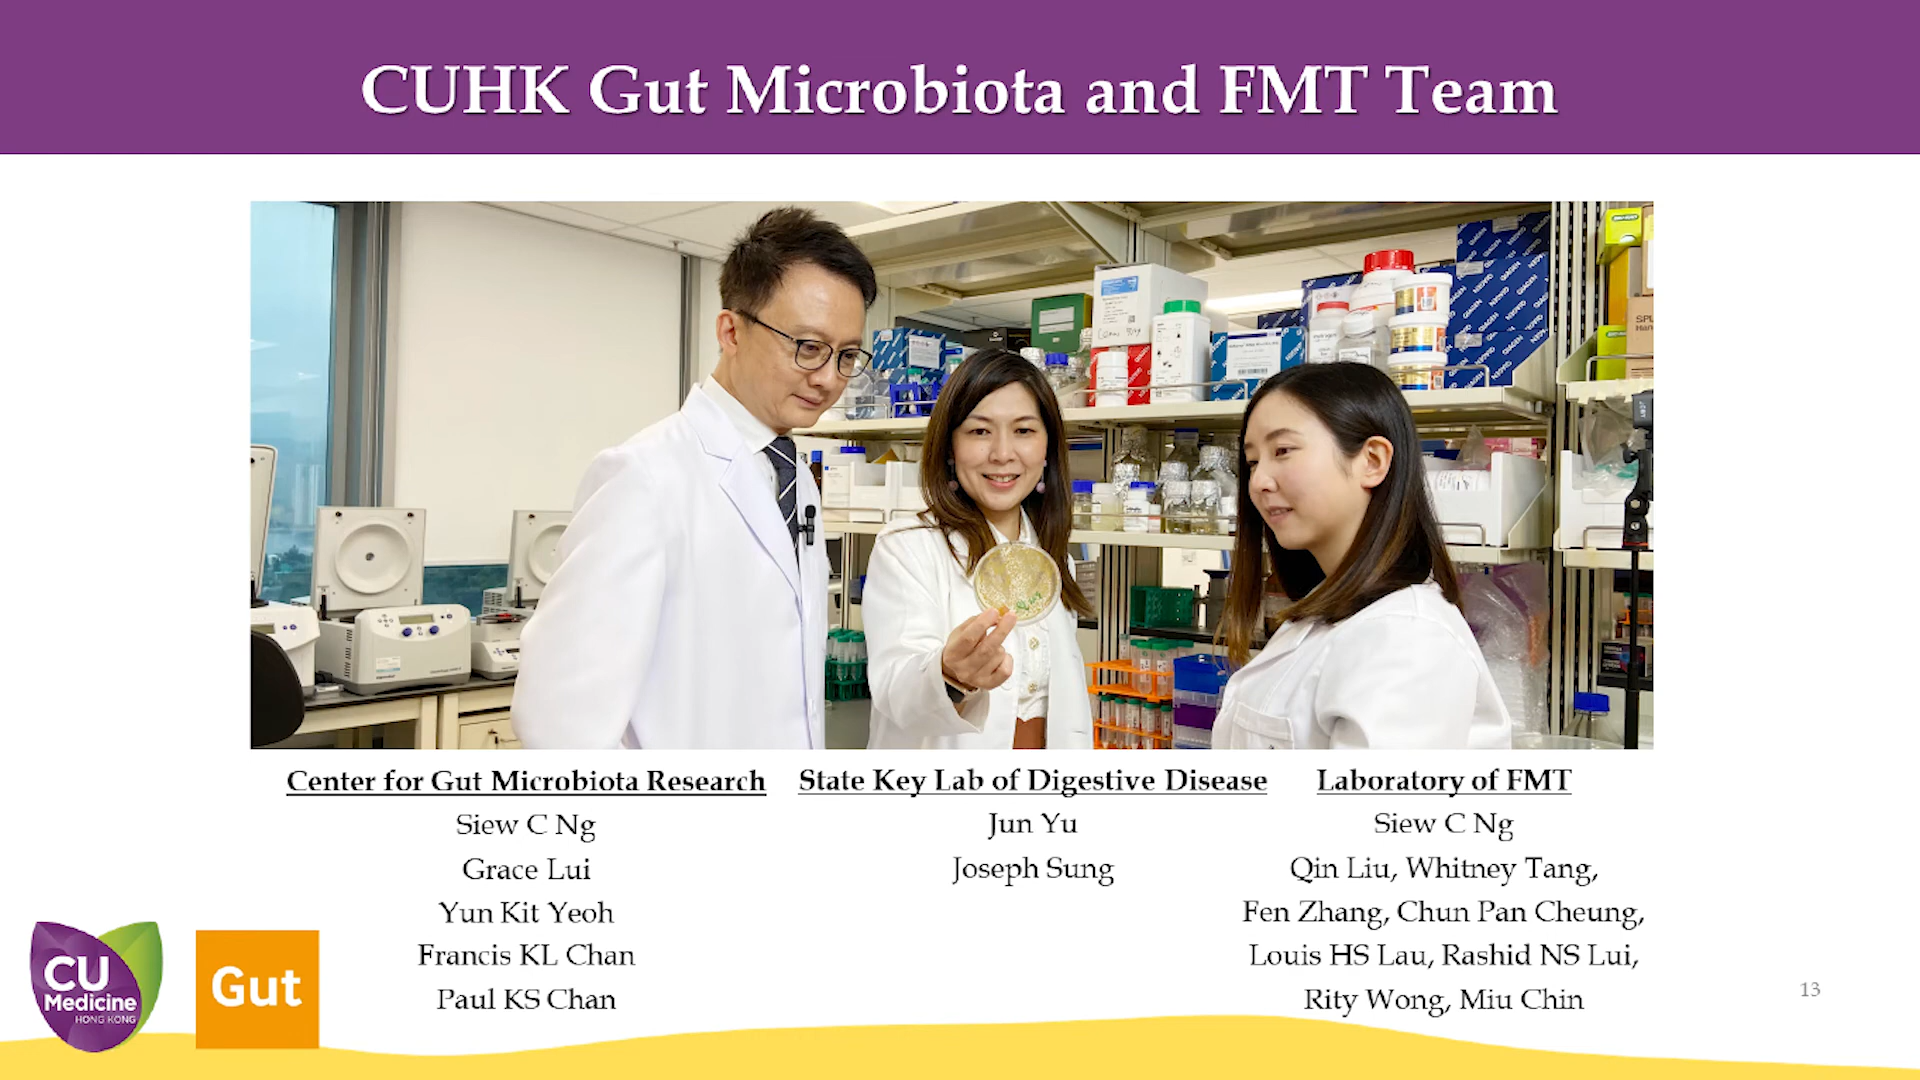 CUHK Gut Microbiota and FMT Team
Center for Gut Microbiota Research
Siew C Ng
Grace Lui
Yun Kit Yeoh
Francis KL Chan
Paul KS Chan
State Key Lab of Digestive Disease
Jun Yu
Joseph Sung
Laboratory of FMT
Siew C Ng
Qin Liu, Whitney Tang,
Fen Zhang, Chun Pan Cheung,
Louis HS Lau, Rashid NS Lui,
Rity Wong, Miu Chin
CU
Medicine
HONG KONG
Gut
13
QIAGEN